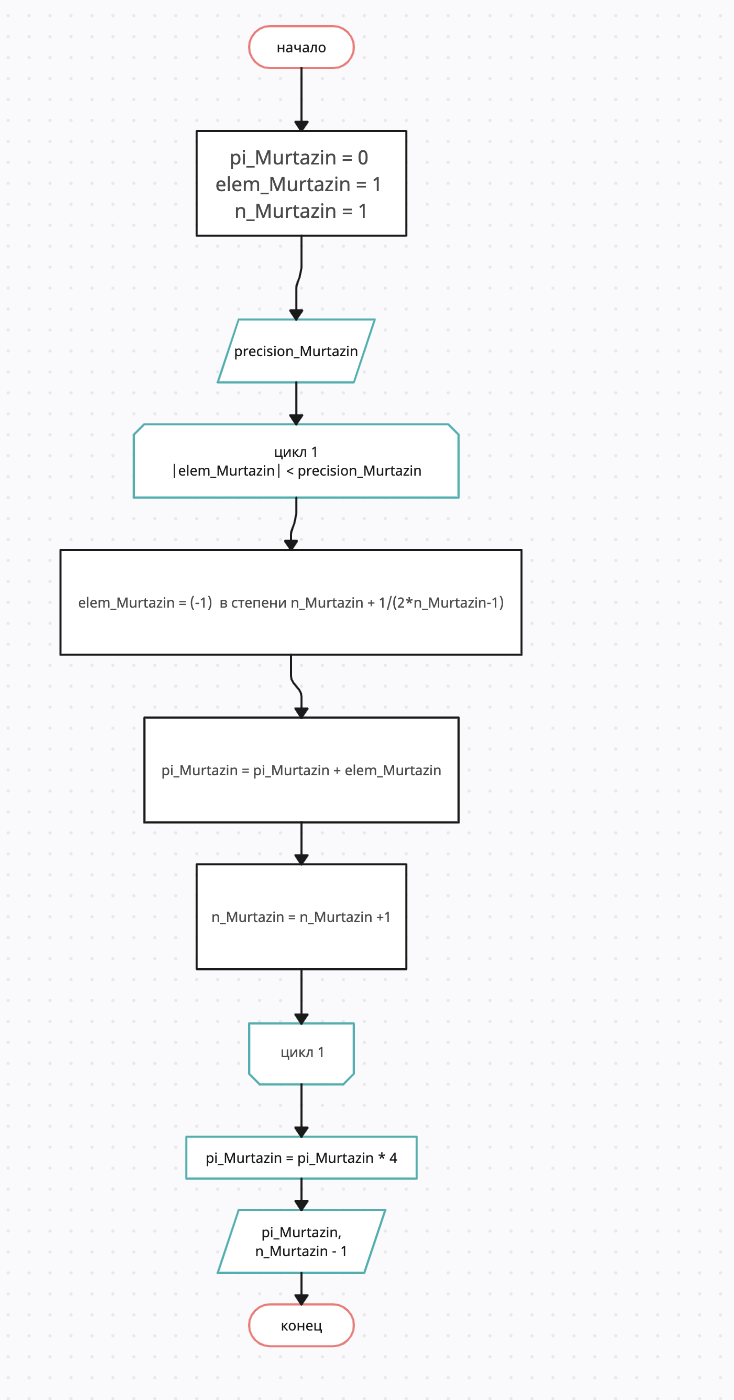 начало
pi_Murtazin = 0
elem_Murtazin = 1
n_Murtazin = 1
precision_Murtazin
цикл 1
|elem_Murtazin| < precision_Murtazin
elem_Murtazin = (-1)  в степени n_Murtazin + 1/(2*n_Murtazin-1)
pi_Murtazin = pi_Murtazin + elem_Murtazin
n_Murtazin = n_Murtazin +1
цикл 1
pi_Murtazin = pi_Murtazin * 4
pi_Murtazin,
n_Murtazin - 1
конец